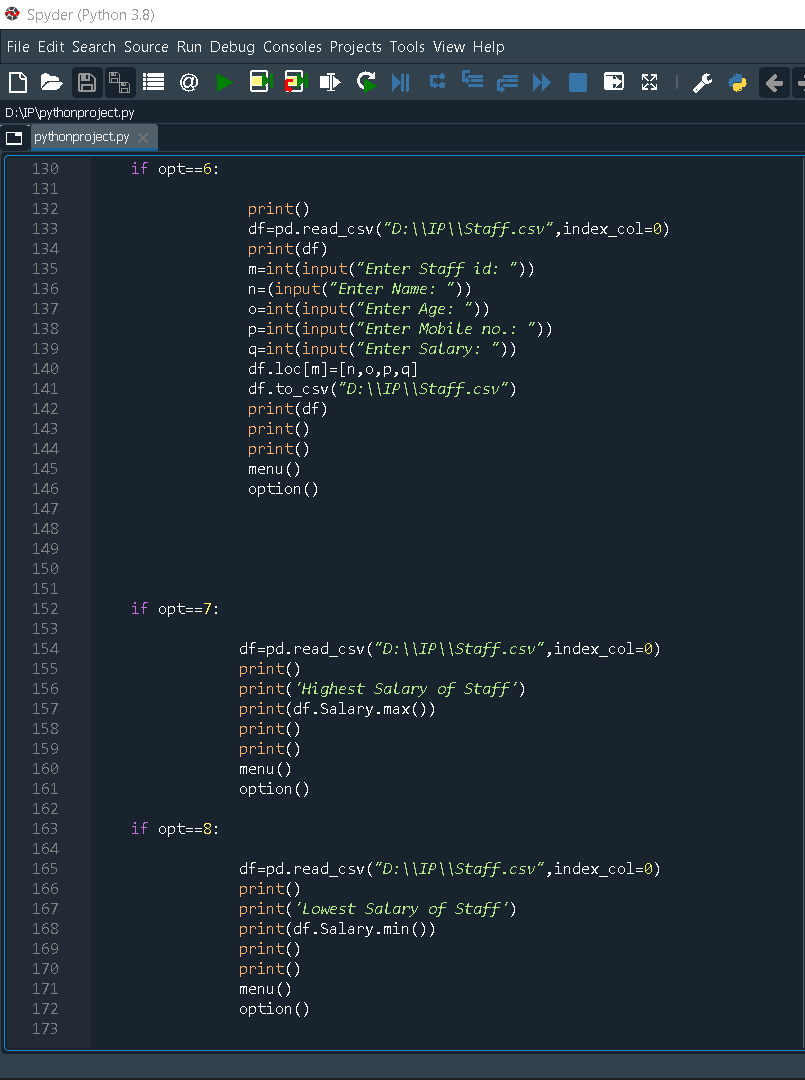 Spyder (Python 3.8)
File Edit Search Source Run Debug Consoles Projects Tools View Help
D:\IP\pythonproject.py
pythonproject.py
130 if opt==6:
131
132 print()
133 df=pd.read_csv("D:\\IP\\Staff.csv",index_col=0)
134 print(df)
135 m=int(input("Enter Staff id: "))
136 n=(input("Enter Name: "))
137 o=int(input("Enter Age: "))
138 p=int(input("Enter Mobile no.: "))
139 q=int(input("Enter Salary: "))
140 df.loc[m]=[n,o,p,q]
141 df.to_csv("D:\\IP\\Staff.csv")
142 print(df)
143 print()
144 print()
145 menu()
146 option()
147
148
149
150
151
152 if opt==7:
153
154 df=pd.read_csv("D:\\IP\\Staff.csv",index_col=0)
155 print()
156 print('Highest Salary of Staff')
157 print(df.Salary.max())
158 print()
159 print()
160 menu()
161 option()
162
163 if opt==8:
164
165 df=pd.read_csv("D:\\IP\\Staff.csv",index_col=0)
166 print()
167 print('Lowest Salary of Staff')
168 print(df.Salary.min())
169 print()
170 print()
171 menu()
172 option()
173